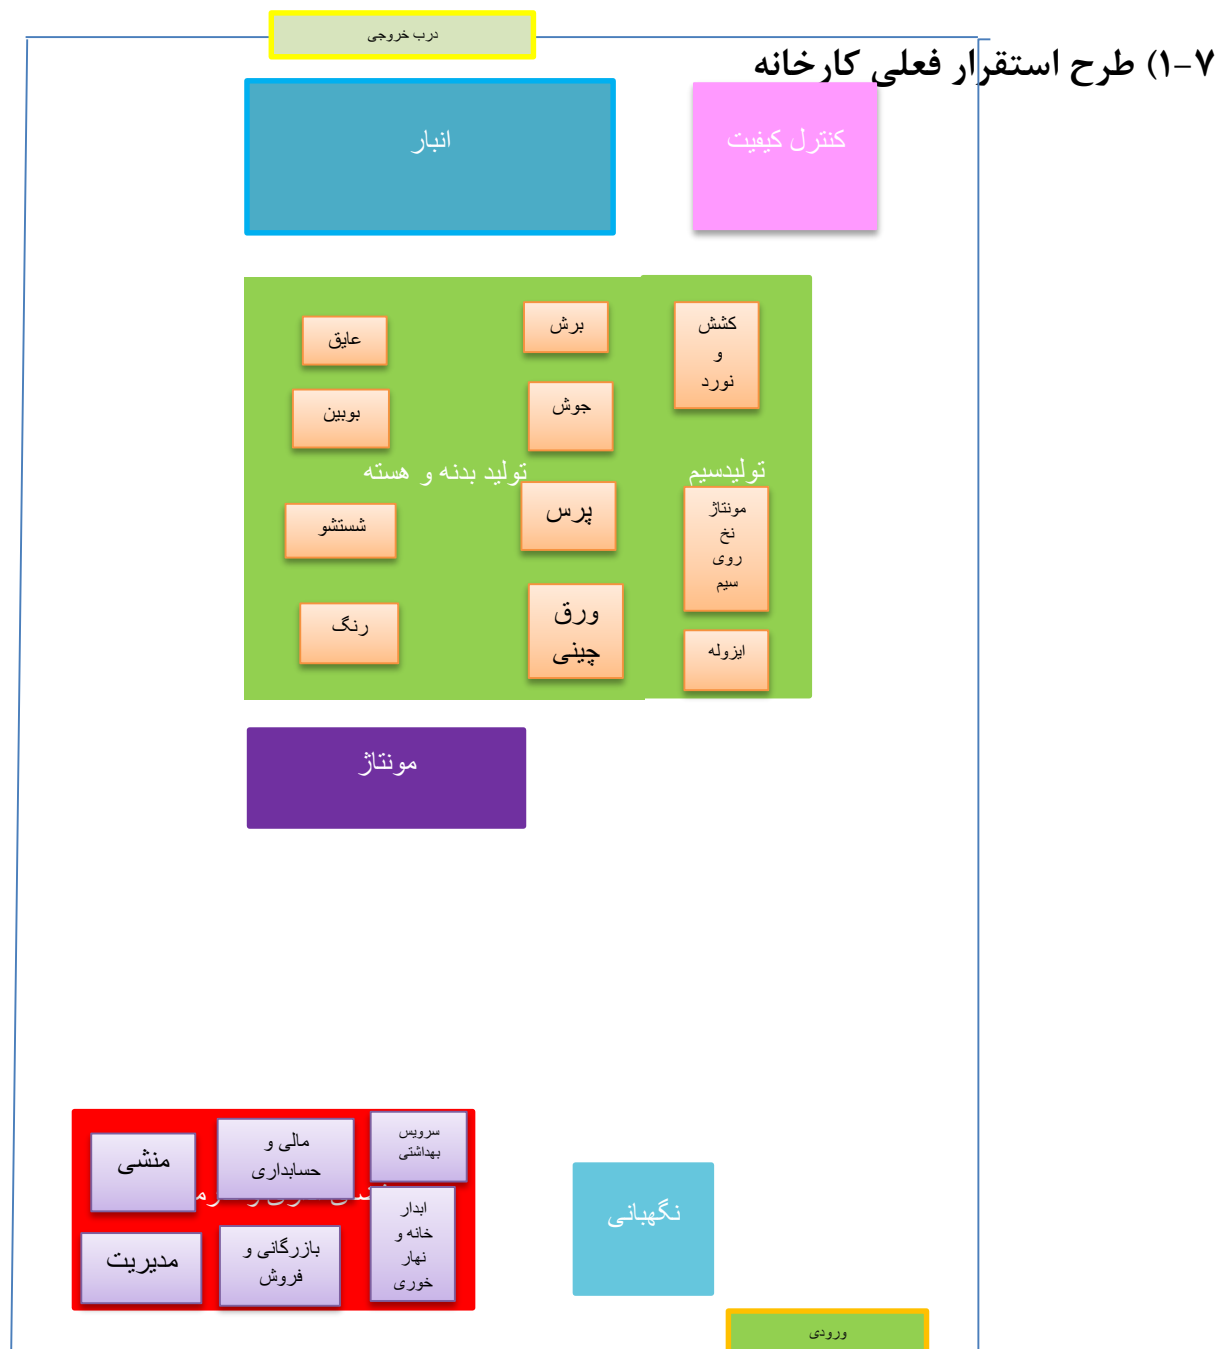 درب خروجی
۷-۱) طرح استقرار فعلی کارخانه
کنترل کیفیت
انبار
کشش
و
نورد
برش
عایق
جوش
بوبین
تولیدسیم
تولید بدنه و هسته
مونتاژ
نخ
روی
سیم
پرس
شستشو
ورق
چینی
رنگ
ایزوله
مونتاژ
سرویس
بهداشتی
مالی و
حسابداری
منشی
ابدار
خانه و
نهار
خوری
بازرگانی و
فروش
مدیریت
نگهبانی
ورودی